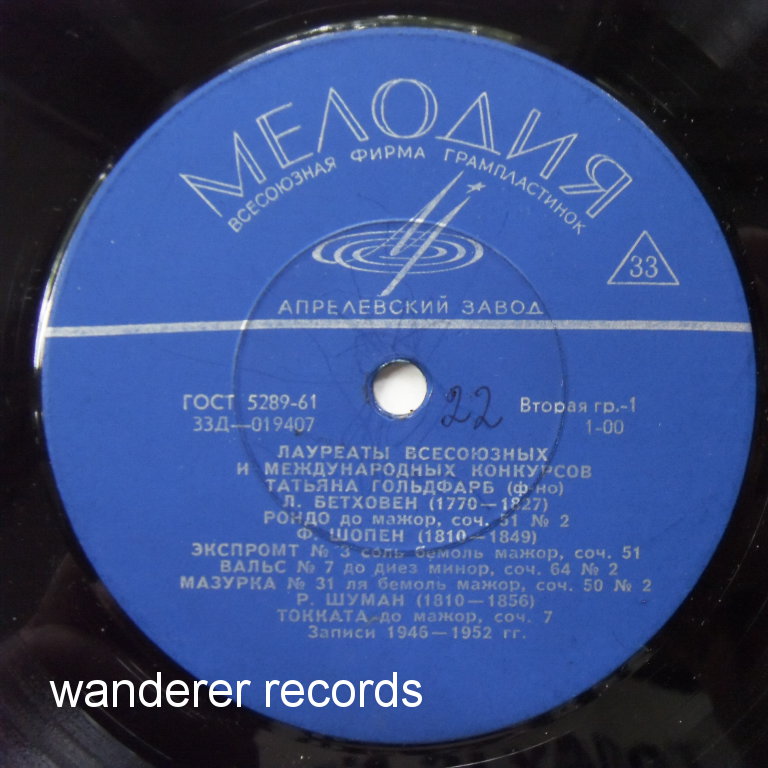 МЕЛОДИЯ
ВСЕСОЮЗНАЯ ФИРМА ГРАМПЛАСТИНОК
33
АПРЕЛЕВСКИЙ ЗАВОД
ГОСТ 5289-61
33Д—019407
22
Вторая гр.-1
1-00
ЛАУРЕАТЫ ВСЕСОЮЗНЫХ
И МЕЖДУНАРОДНЫХ КОНКУРСОВ
ТАТЬЯНА ГОЛЬДФАРБ (ф-но)
Л. БЕТХОВЕН (1770—1827)
РОНДО до мажор, соч. 51 № 2
Ф. ШОПЕН (1810—1849)
ЭКСПРОМТ № 3 соль бемоль мажор, соч. 51
ВАЛЬС № 7 до диез минор, соч. 64 № 2
МАЗУРКА № 31 ля бемоль мажор, соч. 50 № 2
Р. ШУМАН (1810—1856)
ТОККАТА до мажор, соч. 7
Записи 1946—1952 гг.
wanderer records